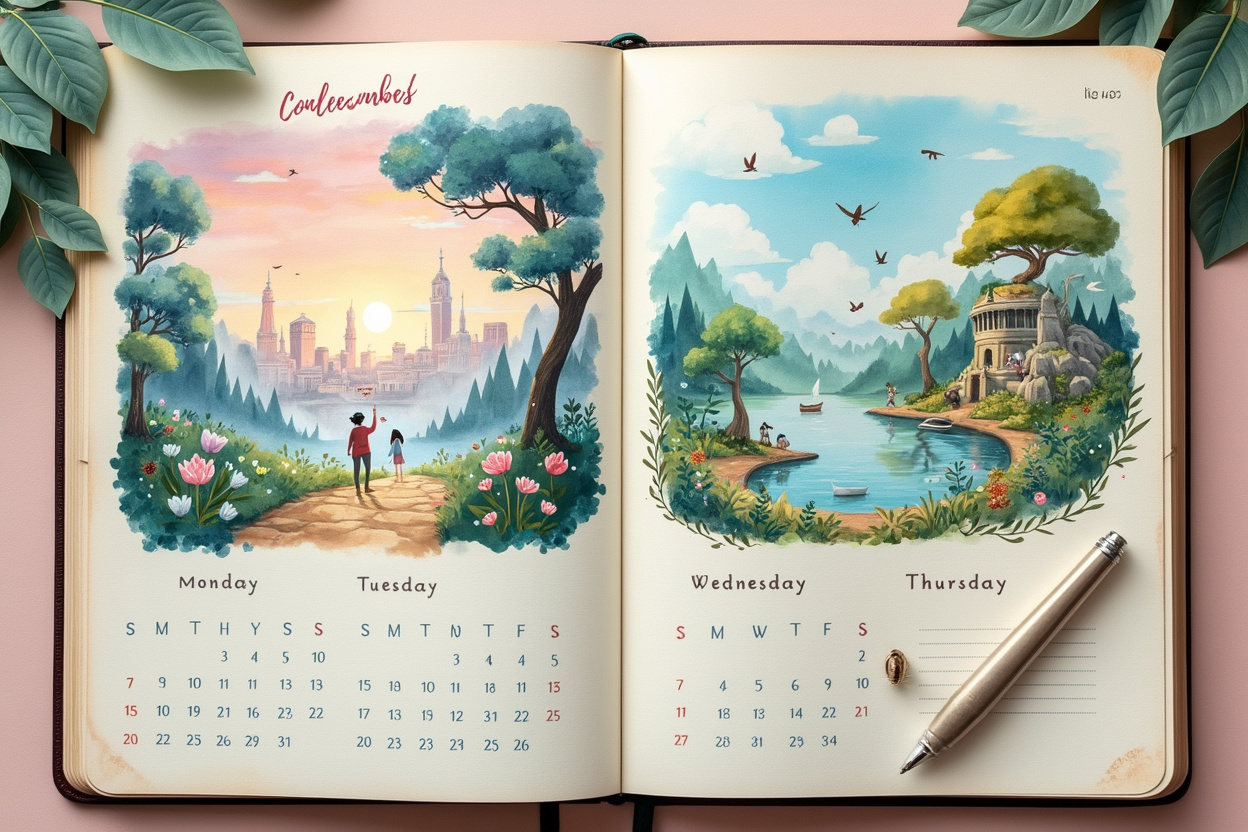 Conleezunbes
Monday Tuesday
S M T H Y S S
3 4 5 10
7 9 10 11 11 13 13
15 10 19 21 16 23 22
20 22 25 26 29 31
S M T N T F S
3 4 4 5
15 18 10 11 18 11 13
17 13 19 12 31 22 25
20 23 23 23 25 26
Wednesday Thursday
S M W T F S
2
7 4 5 6 9 10
11 18 13 14 22 21
27 28 31 29 34